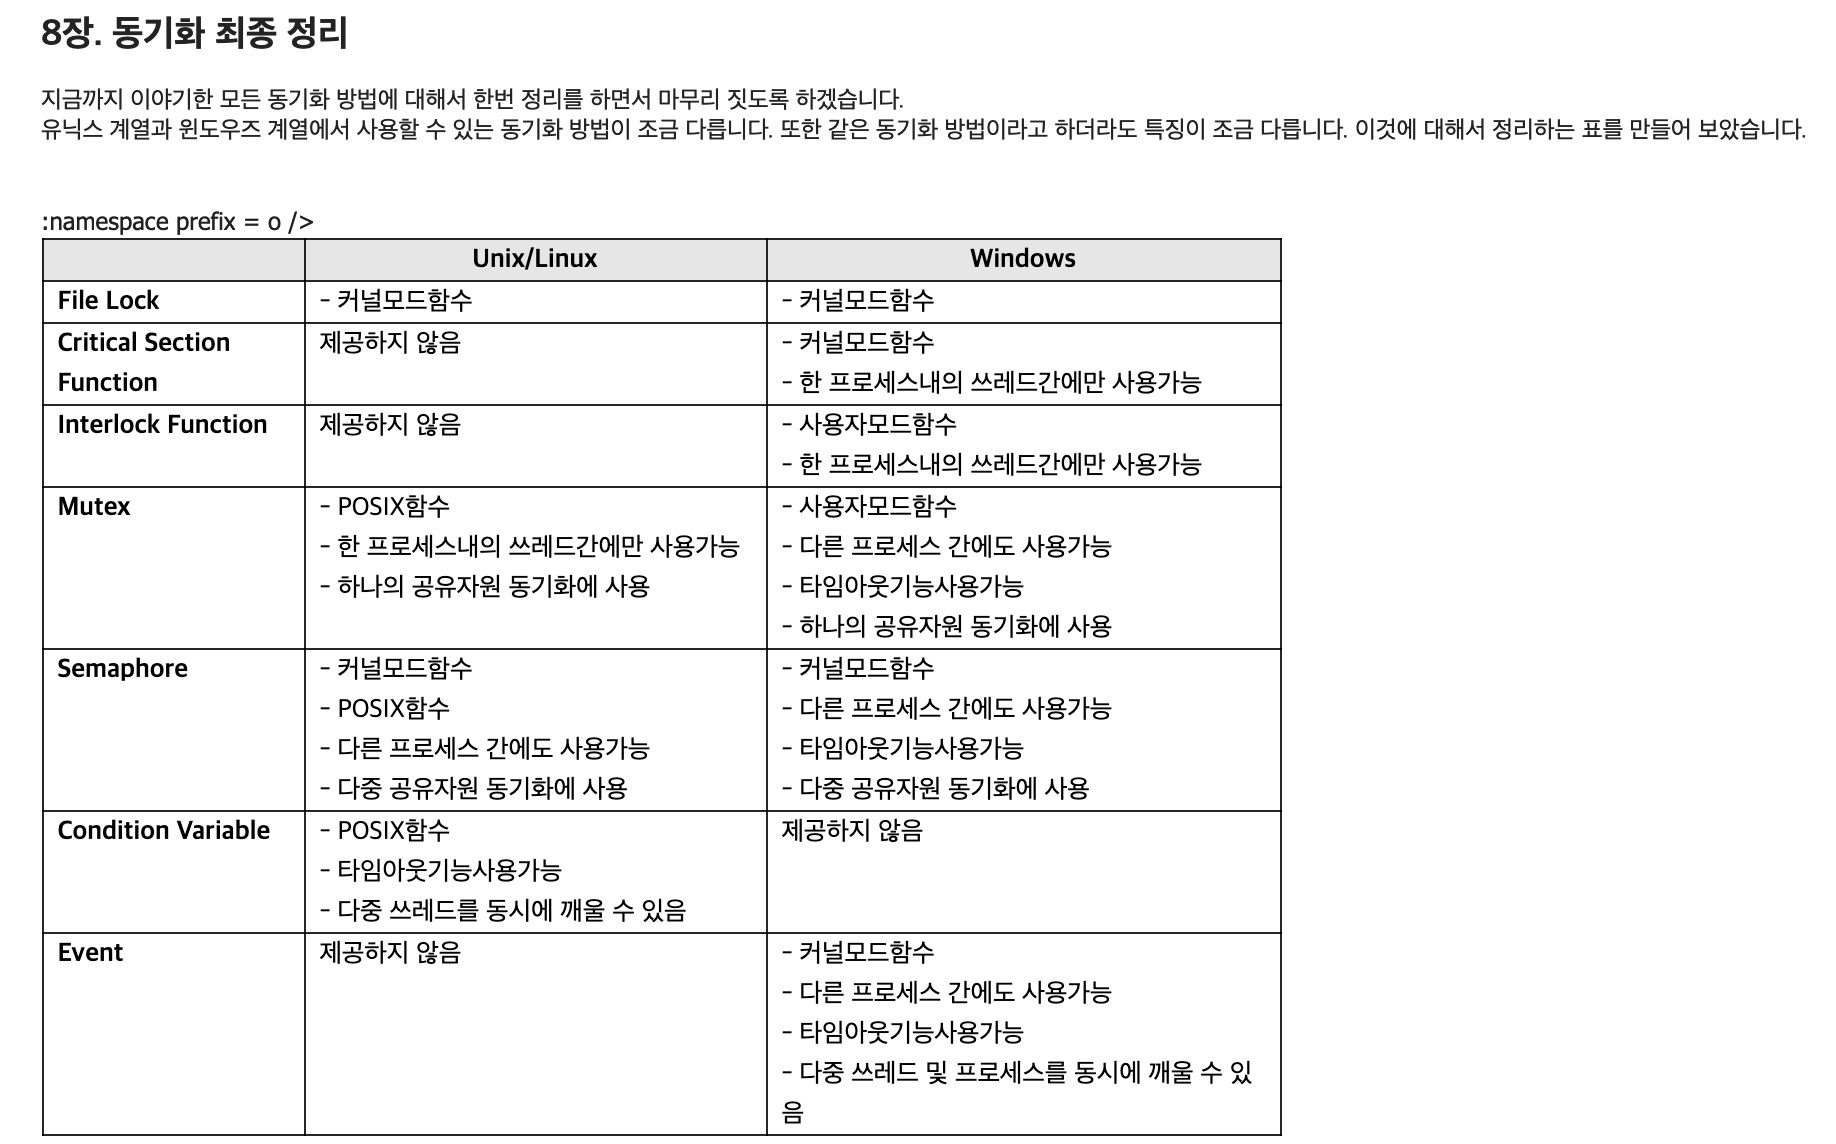 8장. 동기화 최종 정리
지금까지 이야기한 모든 동기화 방법에 대해서 한번 정리를 하면서 마무리 짓도록 하겠습니다.
유닉스 계열과 윈도우즈 계열에서 사용할 수 있는 동기화 방법이 조금 다릅니다. 또한 같은 동기화 방법이라고 하더라도 특징이 조금 다릅니다. 이것에 대해서 정리하는 표를 만들어 보았습니다.
:namespace prefix = o />
Unix/Linux Windows
File Lock - 커널모드함수 - 커널모드함수
Critical Section 제공하지 않음 - 커널모드함수
Function - 한 프로세스내의 쓰레드간에만 사용가능
Interlock Function 제공하지 않음 - 사용자모드함수
- 한 프로세스내의 쓰레드간에만 사용가능
Mutex - POSIX함수 - 사용자모드함수
- 한 프로세스내의 쓰레드간에만 사용가능 - 다른 프로세스 간에도 사용가능
- 하나의 공유자원 동기화에 사용 - 타임아웃기능사용가능
- 하나의 공유자원 동기화에 사용
Semaphore - 커널모드함수 - 커널모드함수
- POSIX함수 - 다른 프로세스 간에도 사용가능
- 다른 프로세스 간에도 사용가능 - 타임아웃기능사용가능
- 다중 공유자원 동기화에 사용 - 다중 공유자원 동기화에 사용
Condition Variable - POSIX함수 제공하지 않음
- 타임아웃기능사용가능
- 다중 쓰레드를 동시에 깨울 수 있음
Event 제공하지 않음 - 커널모드함수
- 다른 프로세스 간에도 사용가능
- 타임아웃기능사용가능
- 다중 쓰레드 및 프로세스를 동시에 깨울 수 있
음